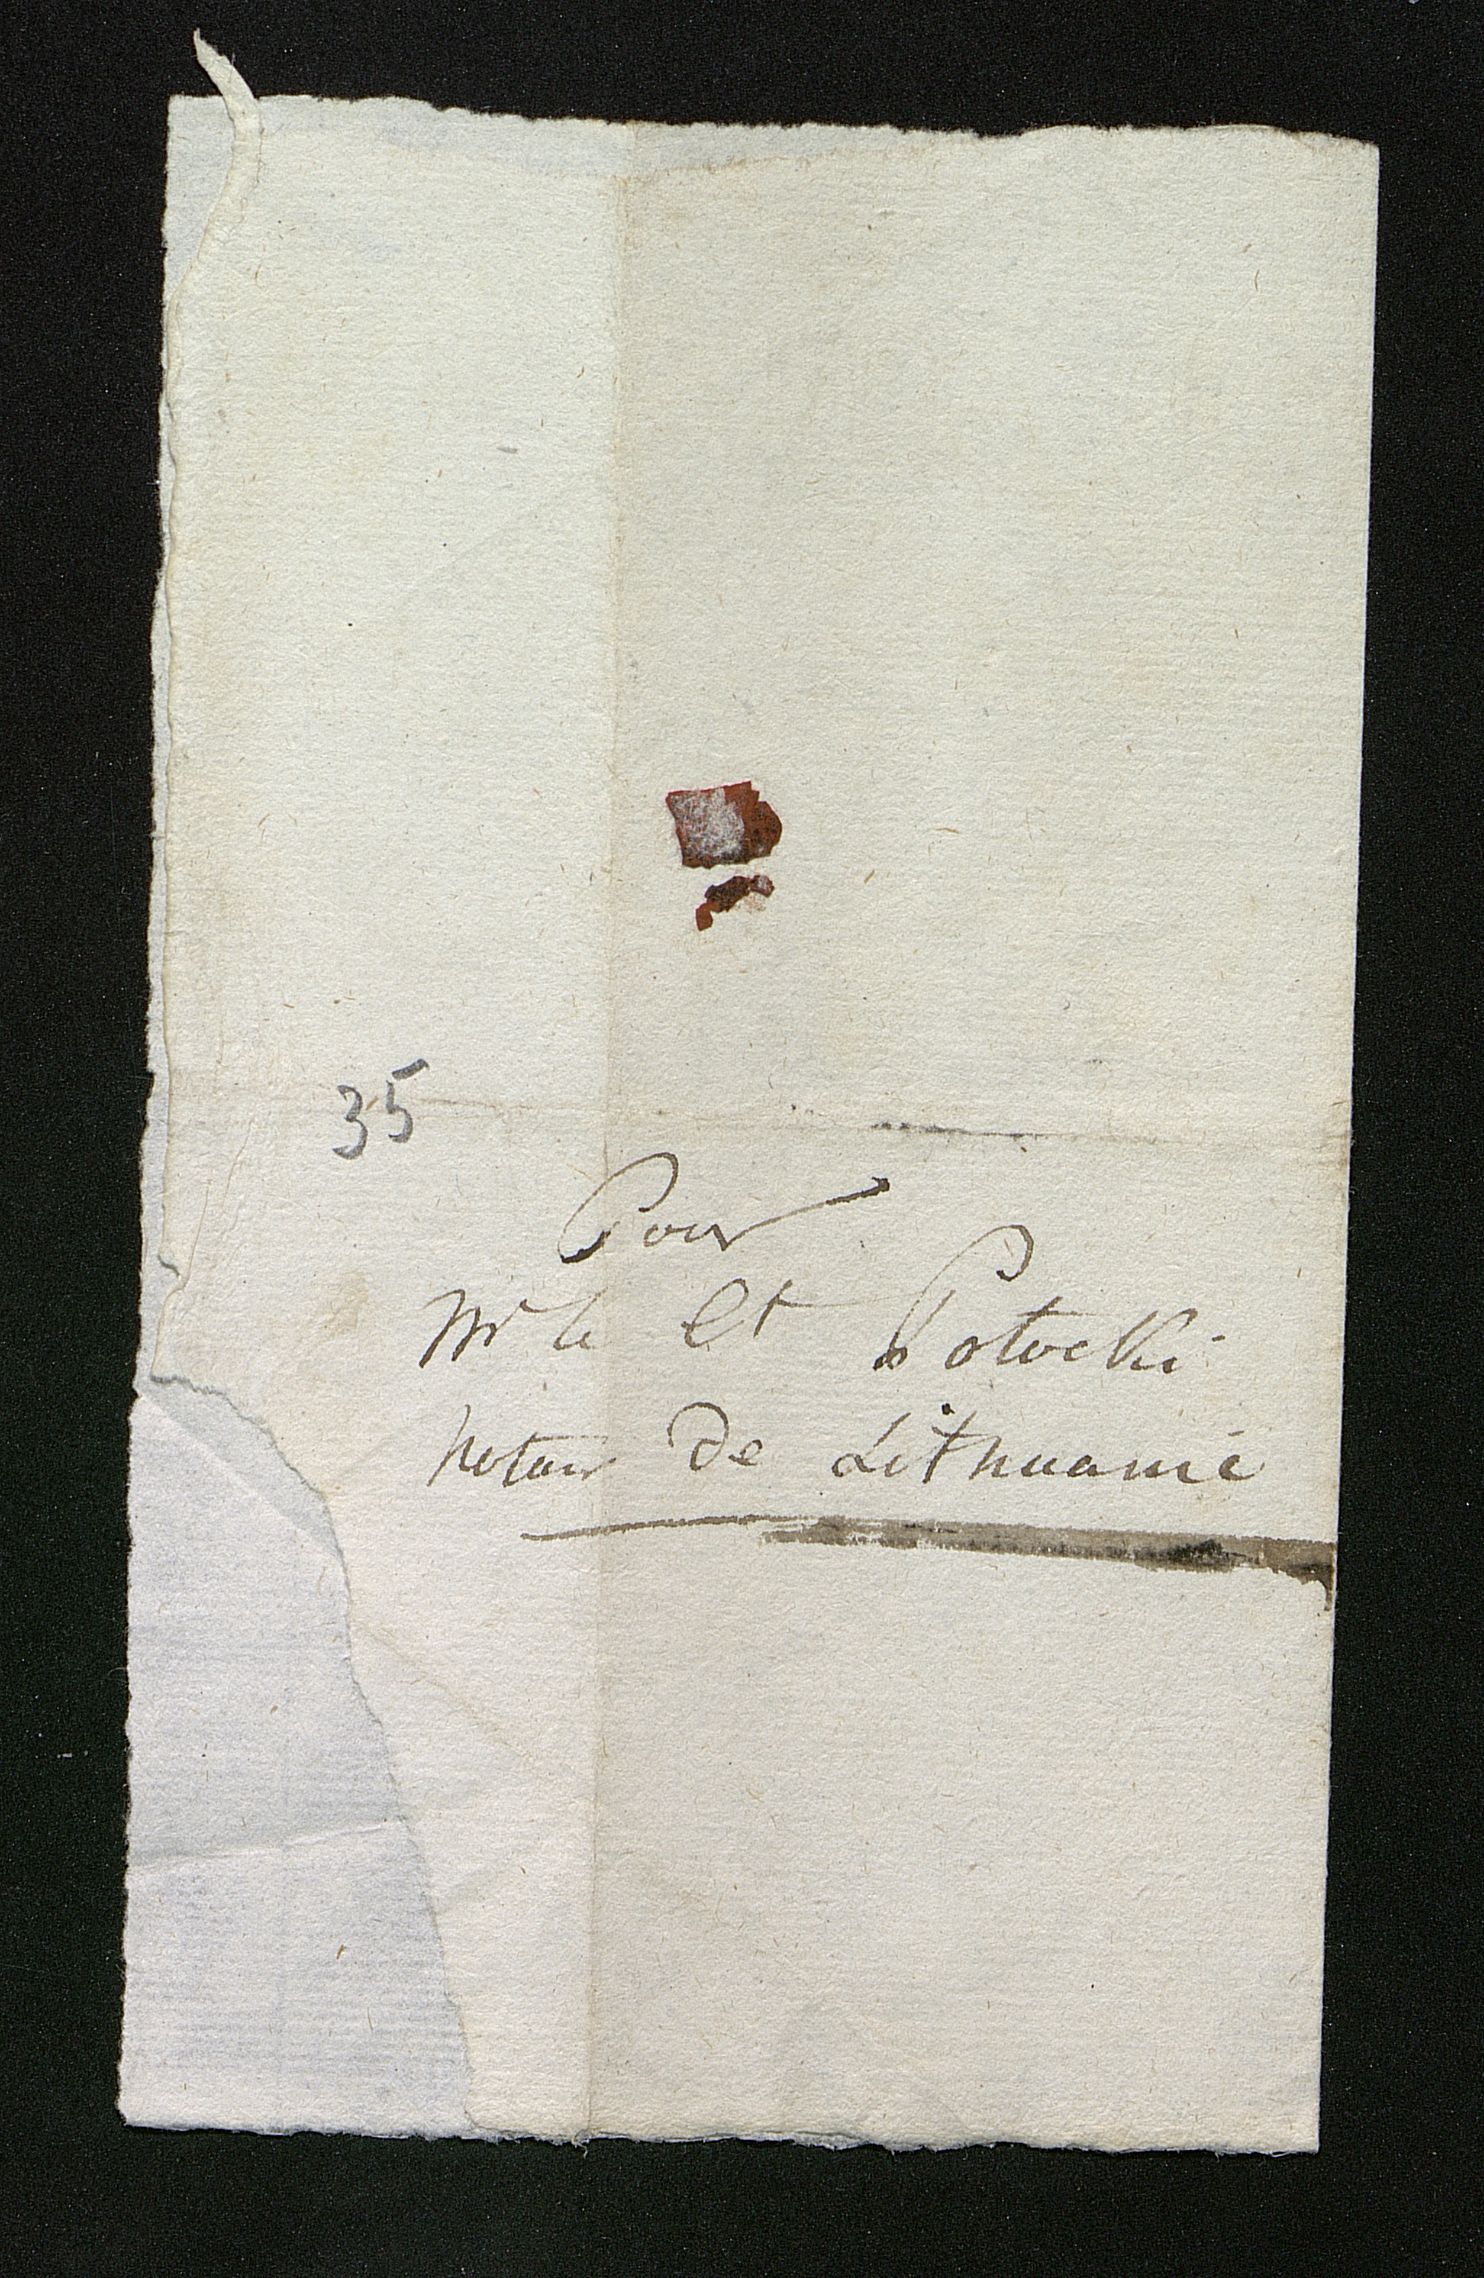 35
Pour
Mr le Ct Potocki
notair de Lithuanie